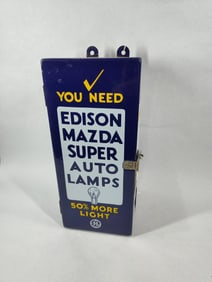 YOU NEED
EDISON
MAZDA
SUPER
AUTO
LAMPS
50% MORE
LIGHT